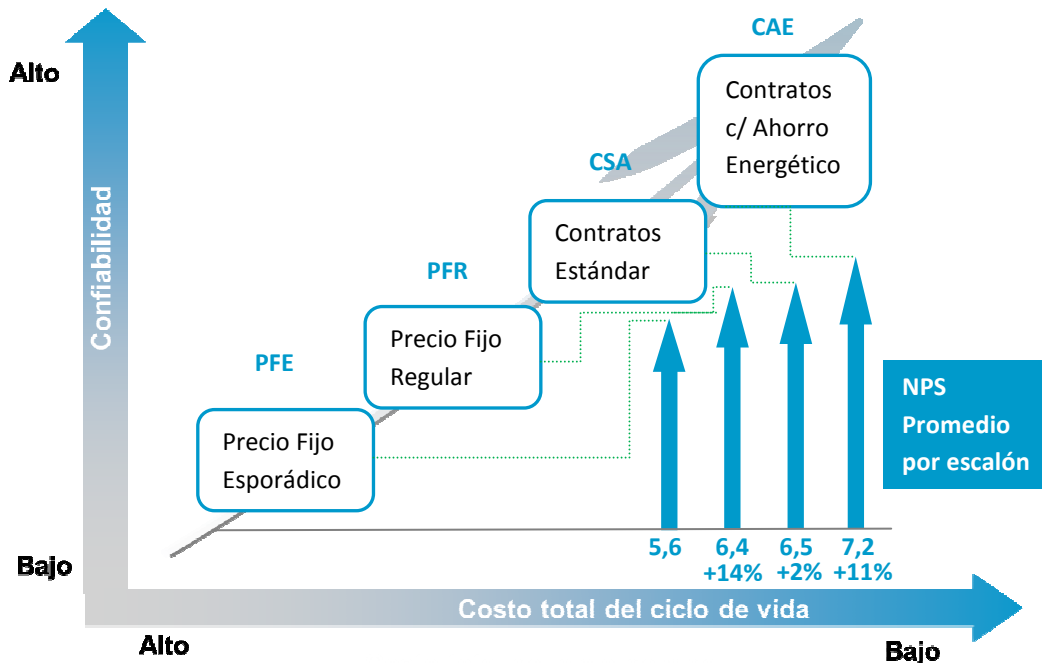 CAE
Alto
Contratos
c/ Ahorro
Energético
CSA
Contratos
Estándar
PFR
Precio Fijo
Regular
PFE
Precio Fijo
Esporádico
Confiabilidad
NPS
Promedio
por escalón
5,6
6,4
+14%
6,5
+2%
7,2
+11%
Bajo
Costo total del ciclo de vida
Alto
Bajo